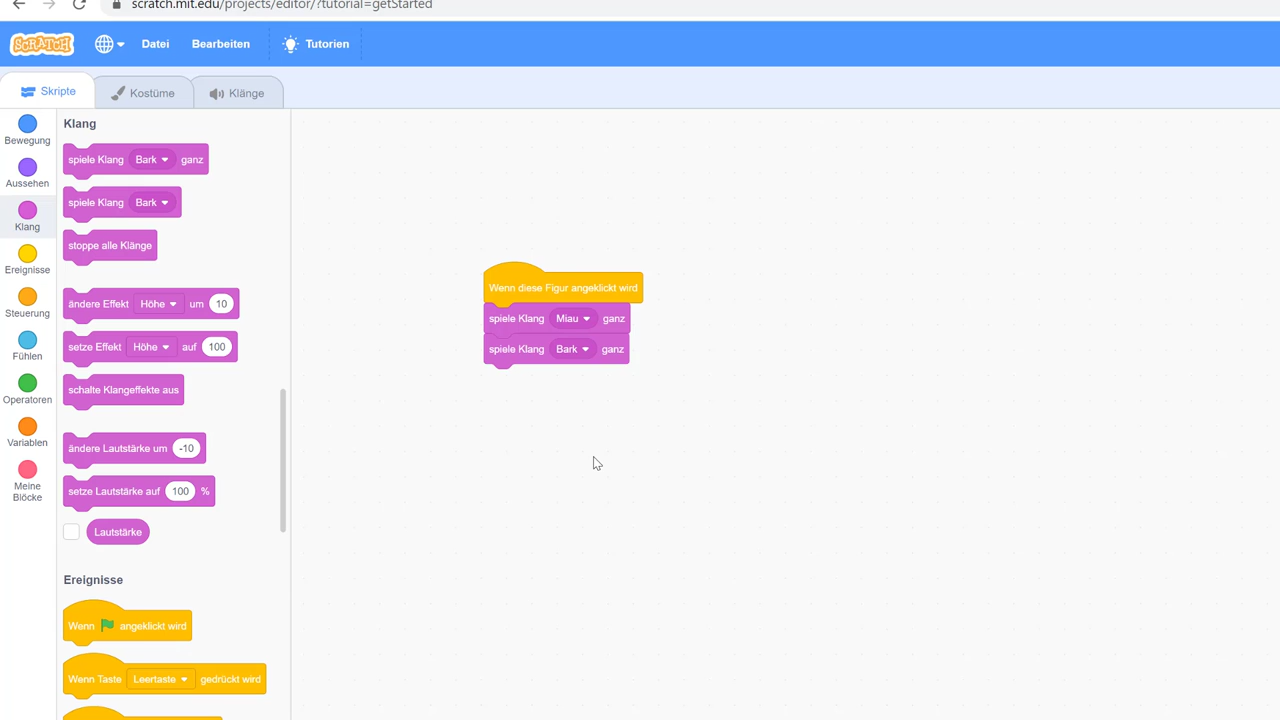 scratch.mit.edu/projects/editor/?tutorial=getStarted
SCRATCH Datei Bearbeiten Tutorien
Skripte Kostüme Klänge
Bewegung
Aussehen
Klang
Ereignisse
Steuerung
Fühlen
Operatoren
Variablen
Meine
Blöcke
Klang
spiele Klang Bark ganz
spiele Klang Bark
stoppe alle Klänge
ändere Effekt Höhe um 10
setze Effekt Höhe auf 100
schalte Klangeffekte aus
ändere Lautstärke um -10
setze Lautstärke auf 100 %
Lautstärke
Ereignisse
Wenn angeklickt wird
Wenn Taste Leertaste gedrückt wird
Wenn diese Figur angeklickt wird
spiele Klang Miau ganz
spiele Klang Bark ganz